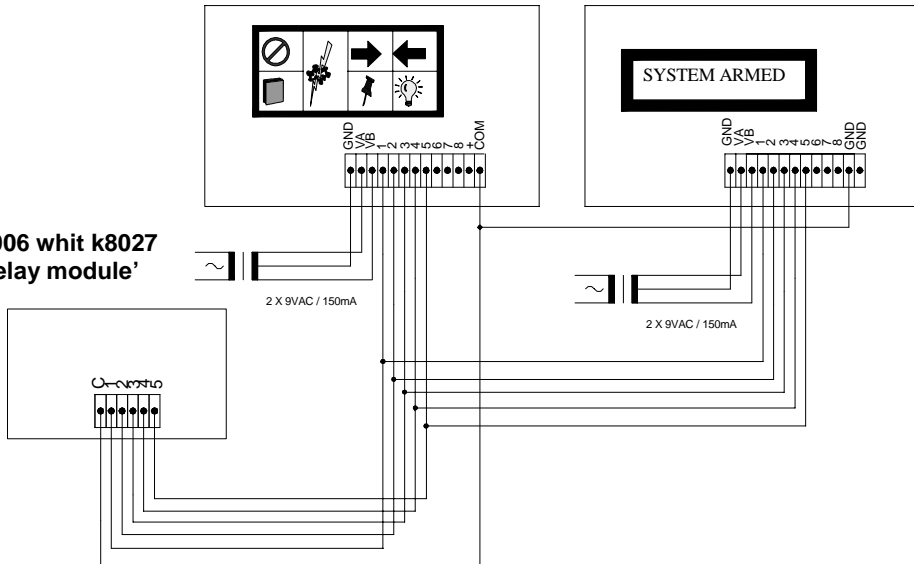 SYSTEM ARMED
GND VA VB 1 2 3 4 5 6 7 8 + COM
GND VA VB 1 2 3 4 5 6 7 8 GND GND
06 whit k8027
elay module’
2 X 9VAC / 150mA
2 X 9VAC / 150mA
C 1 2 3 4 5